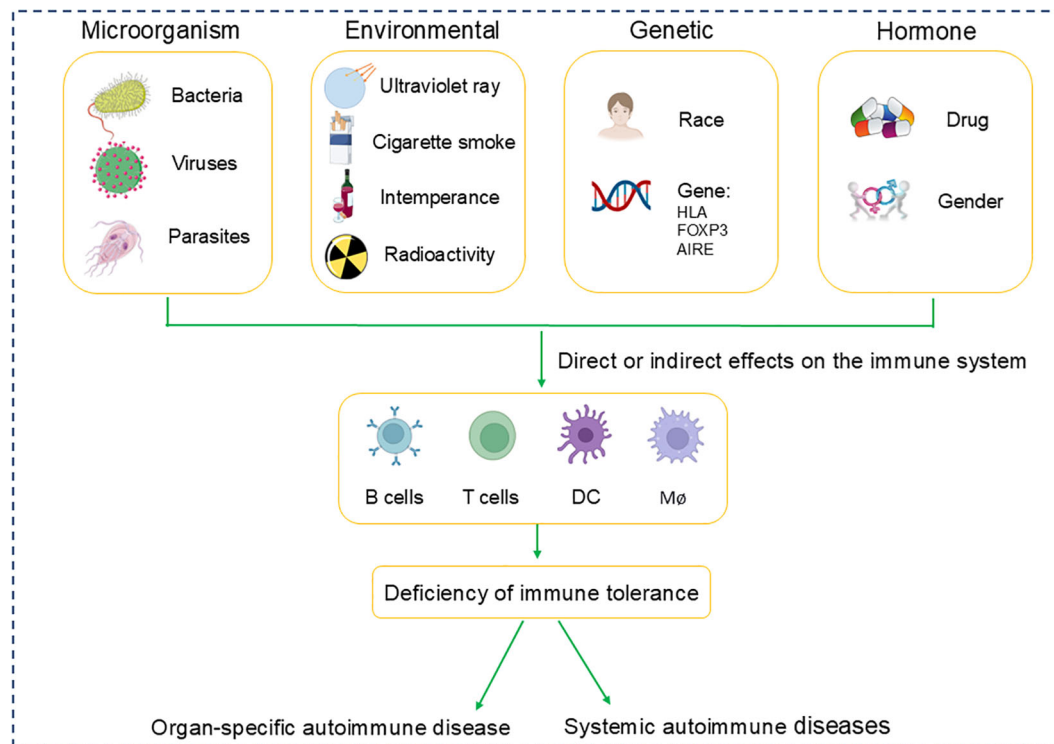 Microorganism
Environmental
Genetic
Hormone
Bacteria
Viruses
Parasites
Ultraviolet ray
Cigarette smoke
Intemperance
Radioactivity
Race
Gene:
HLA
FOXP3
AIRE
Drug
Gender
Direct or indirect effects on the immune system
B cells
T cells
DC
Mø
Deficiency of immune tolerance
Organ-specific autoimmune disease
Systemic autoimmune diseases